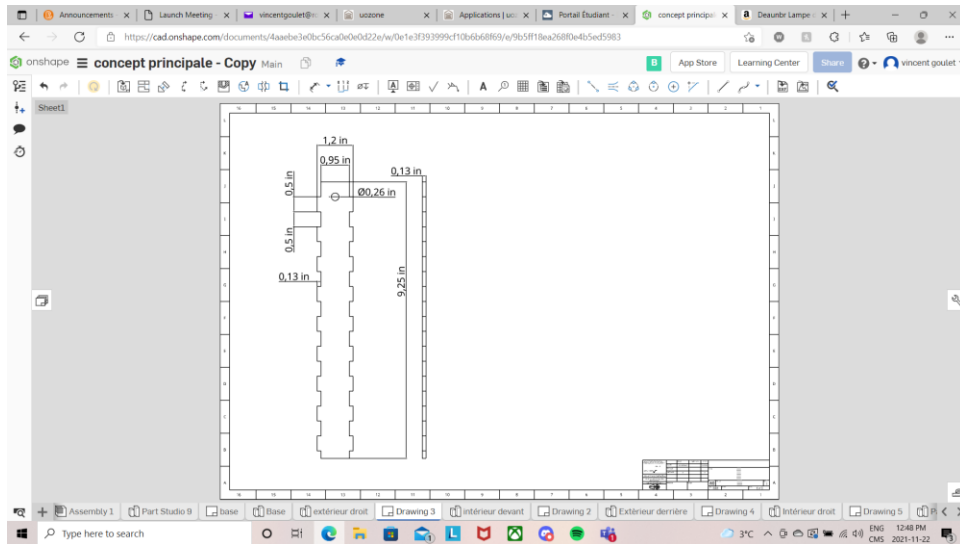 Announcements -
Launch Meeting -
vincentgoulet@
uozone
Applications | uo
Portail Étudiant -
concept principa
Deaunbr Lampe
https://cad.onshape.com/documents/4aaebe3e0bc56ca0e0e0d22e/w/0e1e3f393999cf10b6b68f69/e/9b5ff18ea268f0e4b5ed5983
onshape concept principale - Copy Main
App Store
Learning Center
Share
vincent goulet
Sheet1
1,2 in
0,95 in
0,13 in
0,5 in
Ø0,26 in
0,5 in
0,13 in
9,25 in
Assembly 1
Part Studio 9
base
Base
extérieur droit
Drawing 3
intérieur devant
Drawing 2
Extérieur derrière
Drawing 4
Intérieur droit
Drawing 5
Type here to search
3°C
ENG
CMS
12:48 PM
2021-11-22